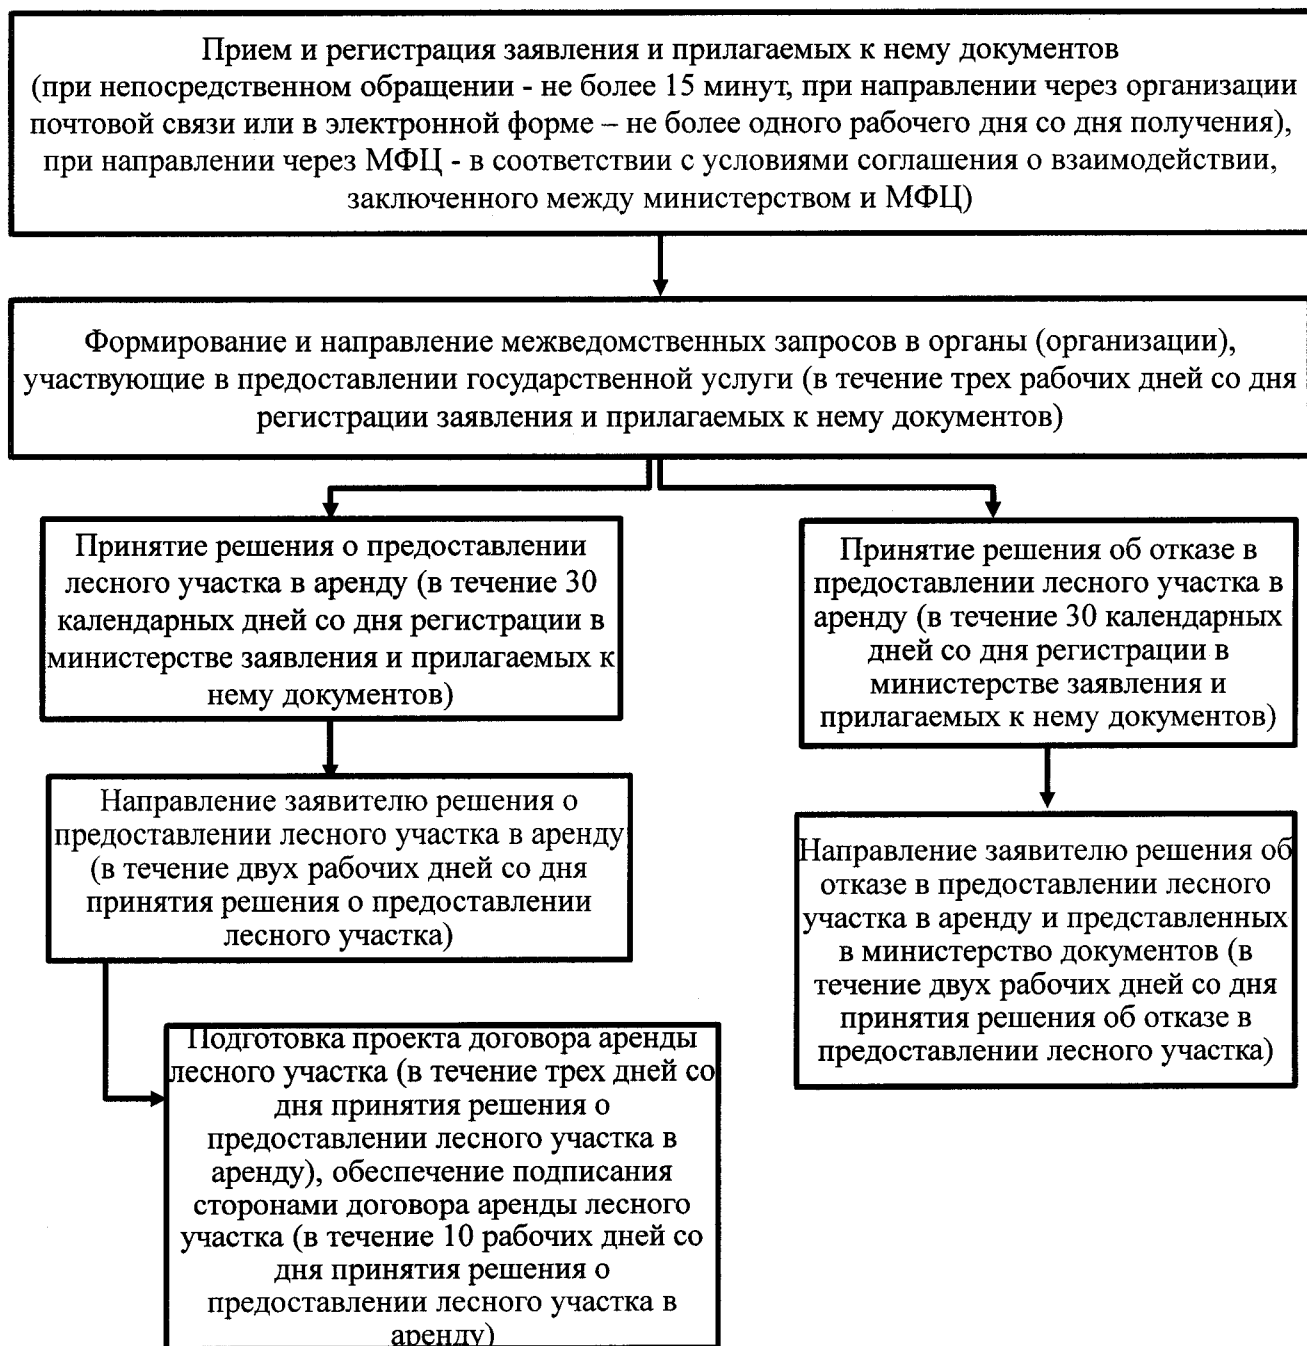 Прием и регистрация заявления и прилагаемых к нему документов
(при непосредственном обращении - не более 15 минут, при направлении через организации
почтовой связи или в электронной форме – не более одного рабочего дня со дня получения),
при направлении через МФЦ - в соответствии с условиями соглашения о взаимодействии,
заключенного между министерством и МФЦ)
Формирование и направление межведомственных запросов в органы (организации),
участвующие в предоставлении государственной услуги (в течение трех рабочих дней со дня
регистрации заявления и прилагаемых к нему документов)
Принятие решения о предоставлении
лесного участка в аренду (в течение 30
календарных дней со дня регистрации в
министерстве заявления и прилагаемых к
нему документов)
Принятие решения об отказе в
предоставлении лесного участка в
аренду (в течение 30 календарных
дней со дня регистрации в
министерстве заявления и
прилагаемых к нему документов)
Направление заявителю решения о
предоставлении лесного участка в аренду
(в течение двух рабочих дней со дня
принятия решения о предоставлении
лесного участка)
Направление заявителю решения об
отказе в предоставлении лесного
участка в аренду и представленных
в министерство документов (в
течение двух рабочих дней со дня
принятия решения об отказе в
предоставлении лесного участка)
Подготовка проекта договора аренды
лесного участка (в течение трех дней со
дня принятия решения о
предоставлении лесного участка в
аренду), обеспечение подписания
сторонами договора аренды лесного
участка (в течение 10 рабочих дней со
дня принятия решения о
предоставлении лесного участка в
аренду)